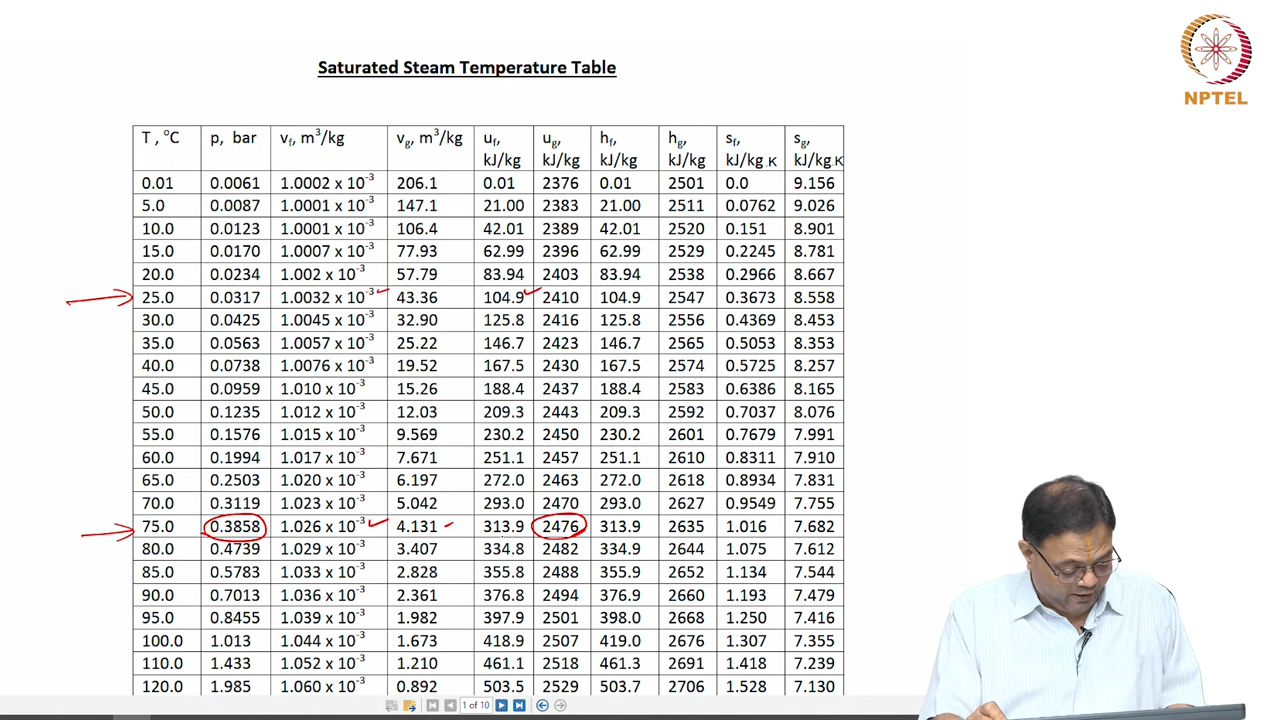 NPTEL
Saturated Steam Temperature Table
T , °C p, bar vf, m³/kg vg, m³/kg uf, kJ/kg ug, kJ/kg hf, kJ/kg hg, kJ/kg sf, kJ/kg.K sg, kJ/kg.K
0.01 0.0061 1.0002 x 10⁻³ 206.1 0.01 2376 0.01 2501 0.0 9.156
5.0 0.0087 1.0001 x 10⁻³ 147.1 21.00 2383 21.00 2511 0.0762 9.026
10.0 0.0123 1.0001 x 10⁻³ 106.4 42.01 2389 42.01 2520 0.151 8.901
15.0 0.0170 1.0007 x 10⁻³ 77.93 62.99 2396 62.99 2529 0.2245 8.781
20.0 0.0234 1.002 x 10⁻³ 57.79 83.94 2403 83.94 2538 0.2966 8.667
25.0 0.0317 1.0032 x 10⁻³ 43.36 104.9 2410 104.9 2547 0.3673 8.558
30.0 0.0425 1.0045 x 10⁻³ 32.90 125.8 2416 125.8 2556 0.4369 8.453
35.0 0.0563 1.0057 x 10⁻³ 25.22 146.7 2423 146.7 2565 0.5053 8.353
40.0 0.0738 1.0076 x 10⁻³ 19.52 167.5 2430 167.5 2574 0.5725 8.257
45.0 0.0959 1.010 x 10⁻³ 15.26 188.4 2437 188.4 2583 0.6386 8.165
50.0 0.1235 1.012 x 10⁻³ 12.03 209.3 2443 209.3 2592 0.7037 8.076
55.0 0.1576 1.015 x 10⁻³ 9.569 230.2 2450 230.2 2601 0.7679 7.991
60.0 0.1994 1.017 x 10⁻³ 7.671 251.1 2457 251.1 2610 0.8311 7.910
65.0 0.2503 1.020 x 10⁻³ 6.197 272.0 2463 272.0 2618 0.8934 7.831
70.0 0.3119 1.023 x 10⁻³ 5.042 293.0 2470 293.0 2627 0.9549 7.755
75.0 0.3858 1.026 x 10⁻³ 4.131 313.9 2476 313.9 2635 1.016 7.682
80.0 0.4739 1.029 x 10⁻³ 3.407 334.8 2482 334.9 2644 1.075 7.612
85.0 0.5783 1.033 x 10⁻³ 2.828 355.8 2488 355.9 2652 1.134 7.544
90.0 0.7013 1.036 x 10⁻³ 2.361 376.8 2494 376.9 2660 1.193 7.479
95.0 0.8455 1.039 x 10⁻³ 1.982 397.9 2501 398.0 2668 1.250 7.416
100.0 1.013 1.044 x 10⁻³ 1.673 418.9 2507 419.0 2676 1.307 7.355
110.0 1.433 1.052 x 10⁻³ 1.210 461.1 2518 461.3 2691 1.418 7.239
120.0 1.985 1.060 x 10⁻³ 0.892 503.5 2529 503.7 2706 1.528 7.130
1 of 10